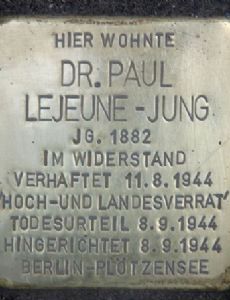 HIER WOHNTE
DR. PAUL
LEJEUNE-JUNG
JG. 1882
IM WIDERSTAND
VERHAFTET 11.8.1944
'HOCH-UND LANDESVERRAT'
TODESURTEIL 8.9.1944
HINGERICHTET 8.9.1944
BERLIN-PLÖTZENSEE